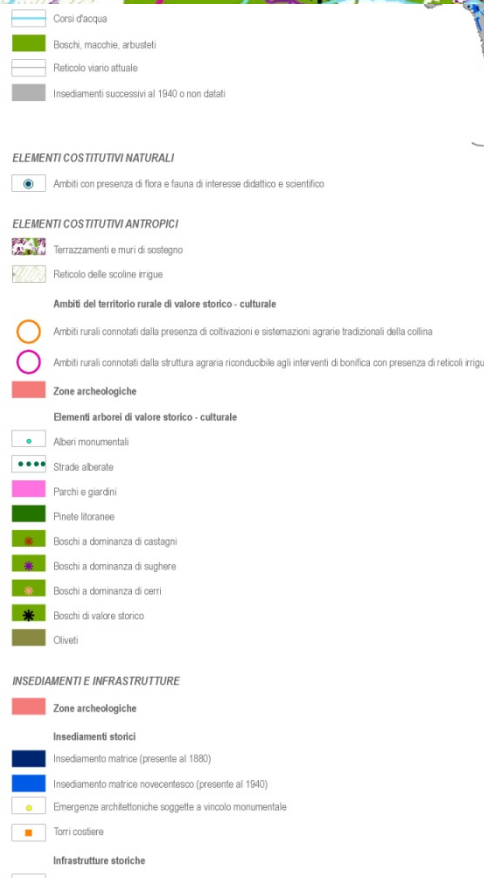 Corsi d'acqua
Boschi, macchie, arbusteti
Reticolo viario attuale
Insediamenti successivi al 1940 o non datati
ELEMENTI COSTITUTIVI NATURALI
Ambiti con presenza di flora e fauna di interesse didattico e scientifico
ELEMENTI COSTITUTIVI ANTROPICI
Terrazzamenti e muri di sostegno
Reticolo delle scoline irrigue
Ambiti del territorio rurale di valore storico - culturale
Ambiti rurali connotati dalla presenza di coltivazioni e sistemazioni agrarie tradizionali della collina
Ambiti rurali connotati dalla struttura agraria riconducibile agli interventi di bonifica con presenza di reticoli irrigu
Zone archeologiche
Elementi arborei di valore storico - culturale
Alberi monumentali
Strade alberate
Parchi e giardini
Pinete litoranee
Boschi a dominanza di castagni
Boschi a dominanza di sughere
Boschi a dominanza di cerri
Boschi di valore storico
Oliveti
INSEDIAMENTI E INFRASTRUTTURE
Zone archeologiche
Insediamenti storici
Insediamento matrice (presente al 1880)
Insediamento matrice novecentesco (presente al 1940)
Emergenze architettoniche soggette a vincolo monumentale
Torri costiere
Infrastrutture storiche